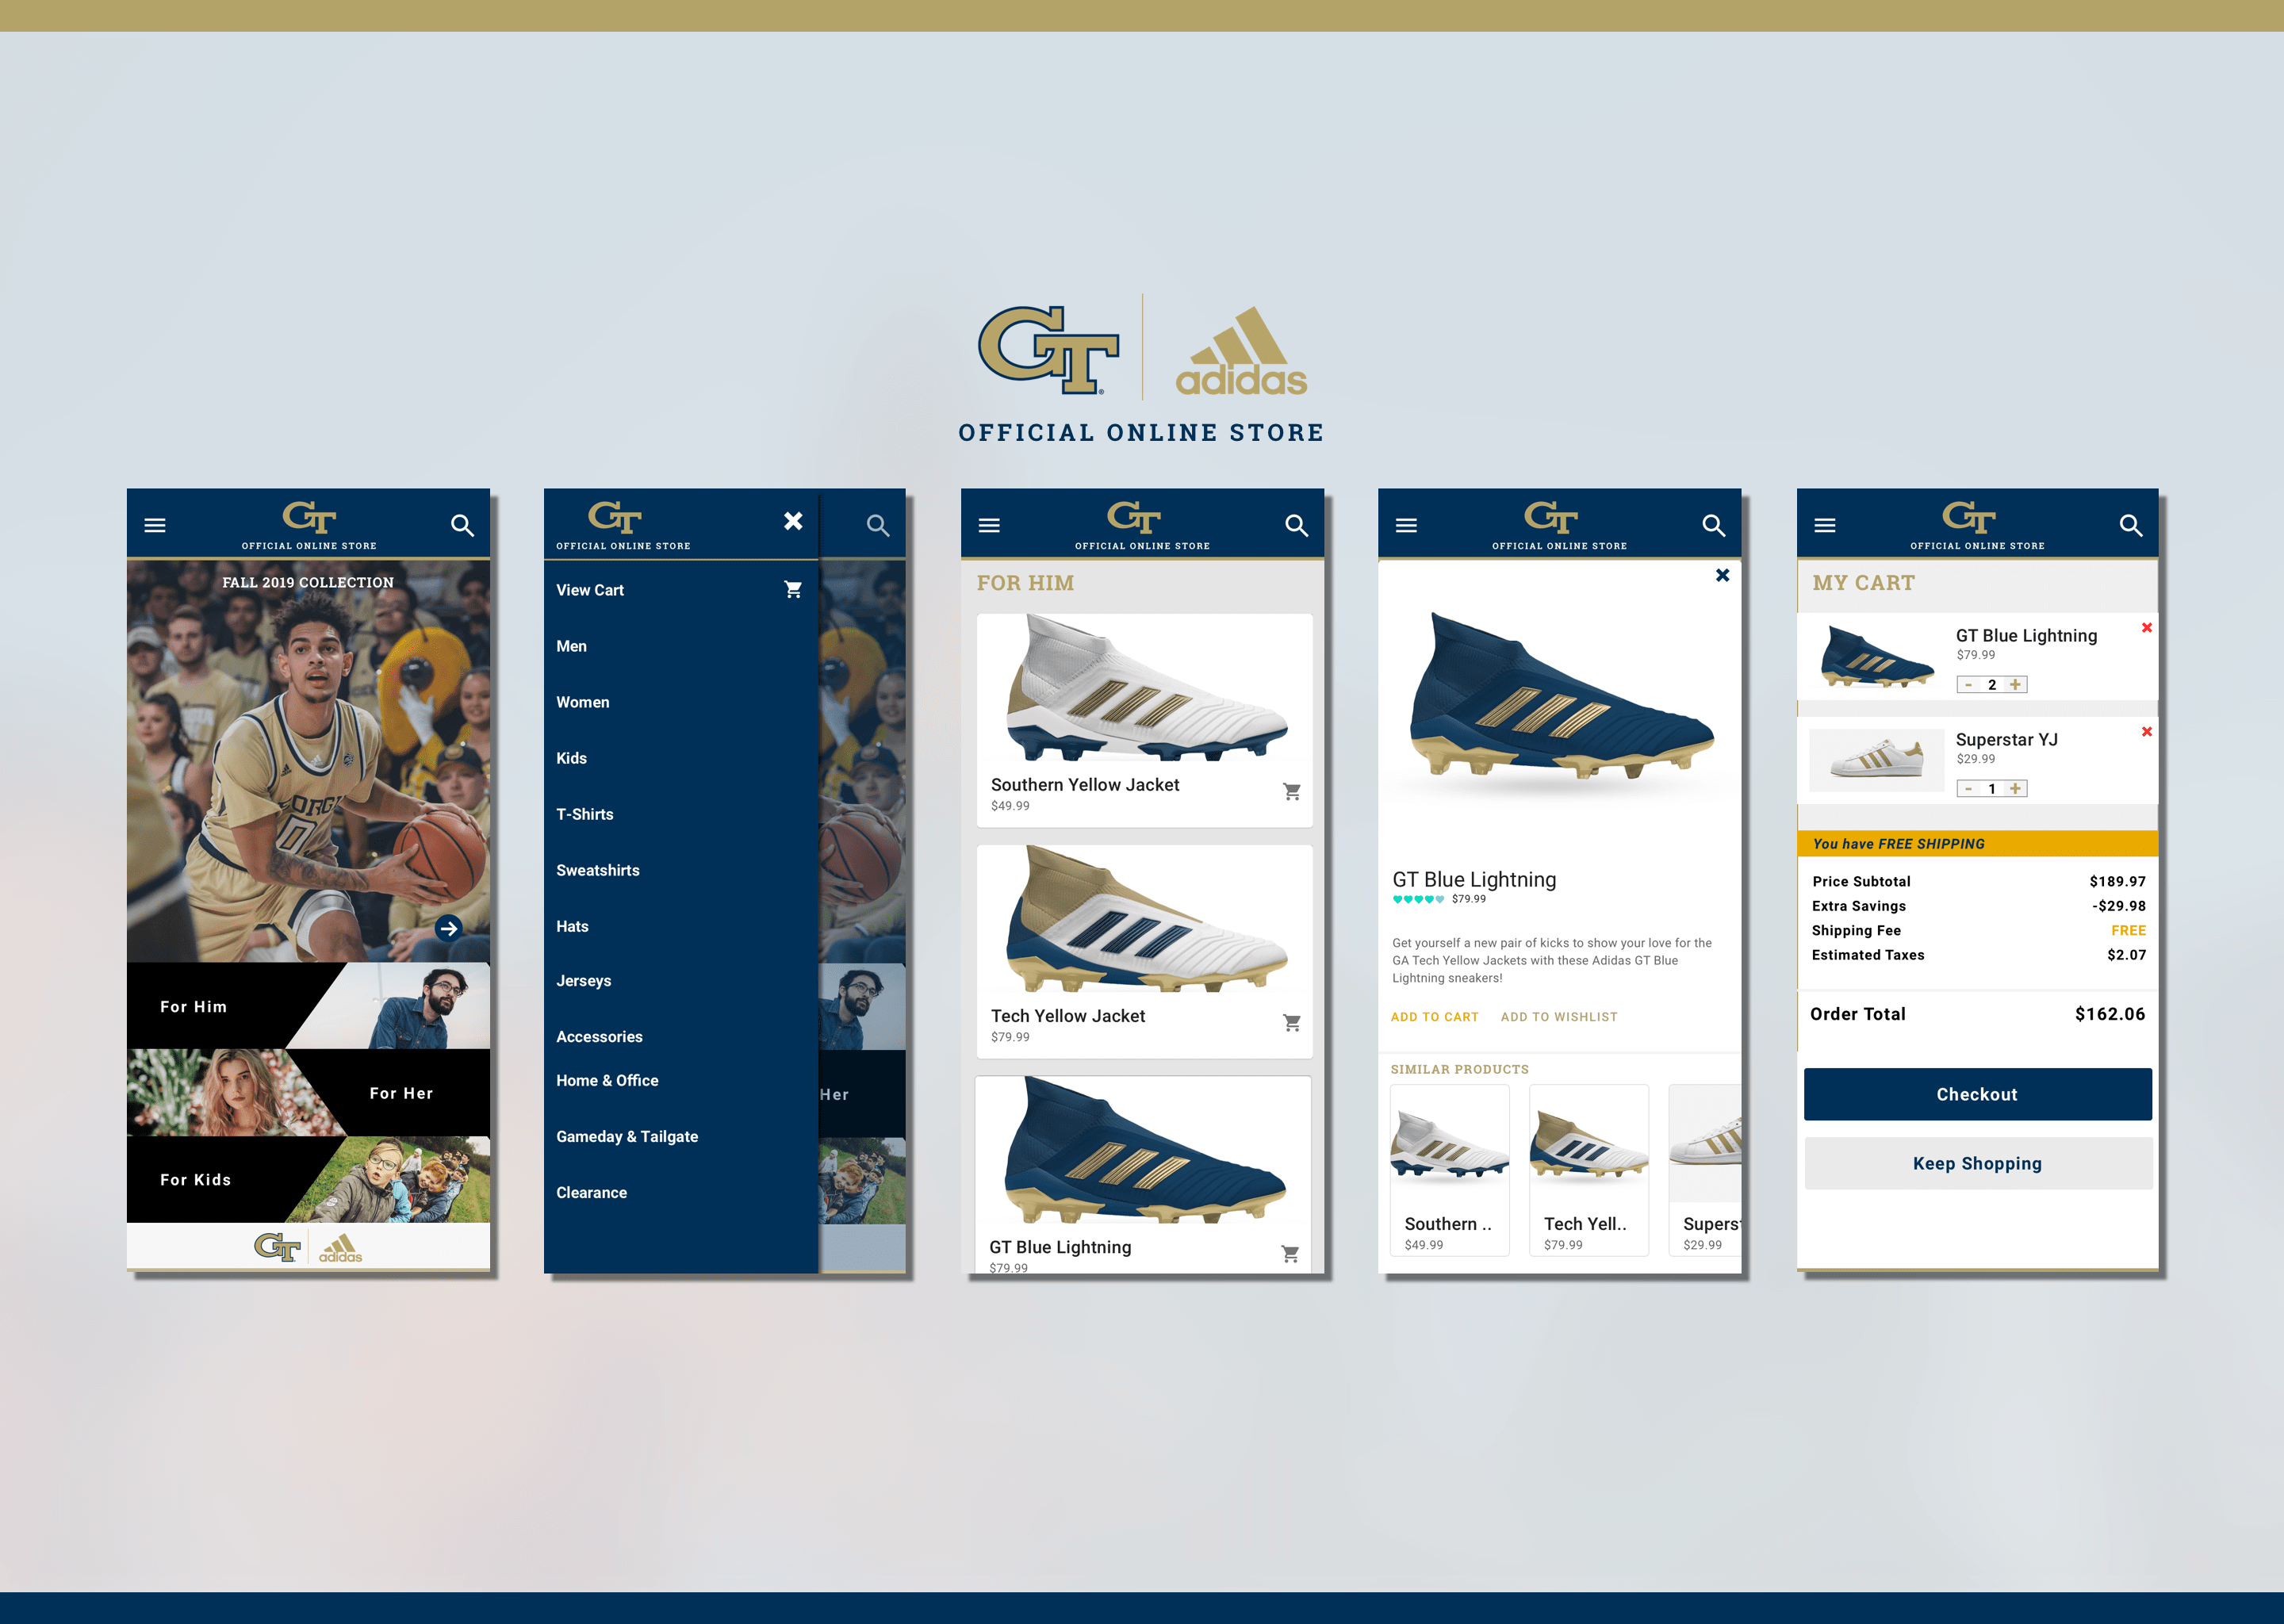 GT
®
adidas
OFFICIAL ONLINE STORE
GT
OFFICIAL ONLINE STORE
FALL 2019 COLLECTION
ORG
0
For Him
For Her
For Kids
GT
adidas
GT
OFFICIAL ONLINE STORE
View Cart
Men
Women
Kids
T-Shirts
Sweatshirts
Hats
Jerseys
Accessories
Home & Office
Gameday & Tailgate
Clearance
Her
GT
OFFICIAL ONLINE STORE
FOR HIM
Southern Yellow Jacket
$49.99
Tech Yellow Jacket
$79.99
GT Blue Lightning
$79.99
GT
OFFICIAL ONLINE STORE
GT Blue Lightning
$79.99
Get yourself a new pair of kicks to show your love for the
GA Tech Yellow Jackets with these Adidas GT Blue
Lightning sneakers!
ADD TO CART ADD TO WISHLIST
SIMILAR PRODUCTS
Southern ..
$49.99
Tech Yell..
$79.99
Supers
$29.99
GT
OFFICIAL ONLINE STORE
MY CART
GT Blue Lightning
$79.99
- 2 +
Superstar YJ
$29.99
- 1 +
You have FREE SHIPPING
Price Subtotal $189.97
Extra Savings -$29.98
Shipping Fee FREE
Estimated Taxes $2.07
Order Total $162.06
Checkout
Keep Shopping